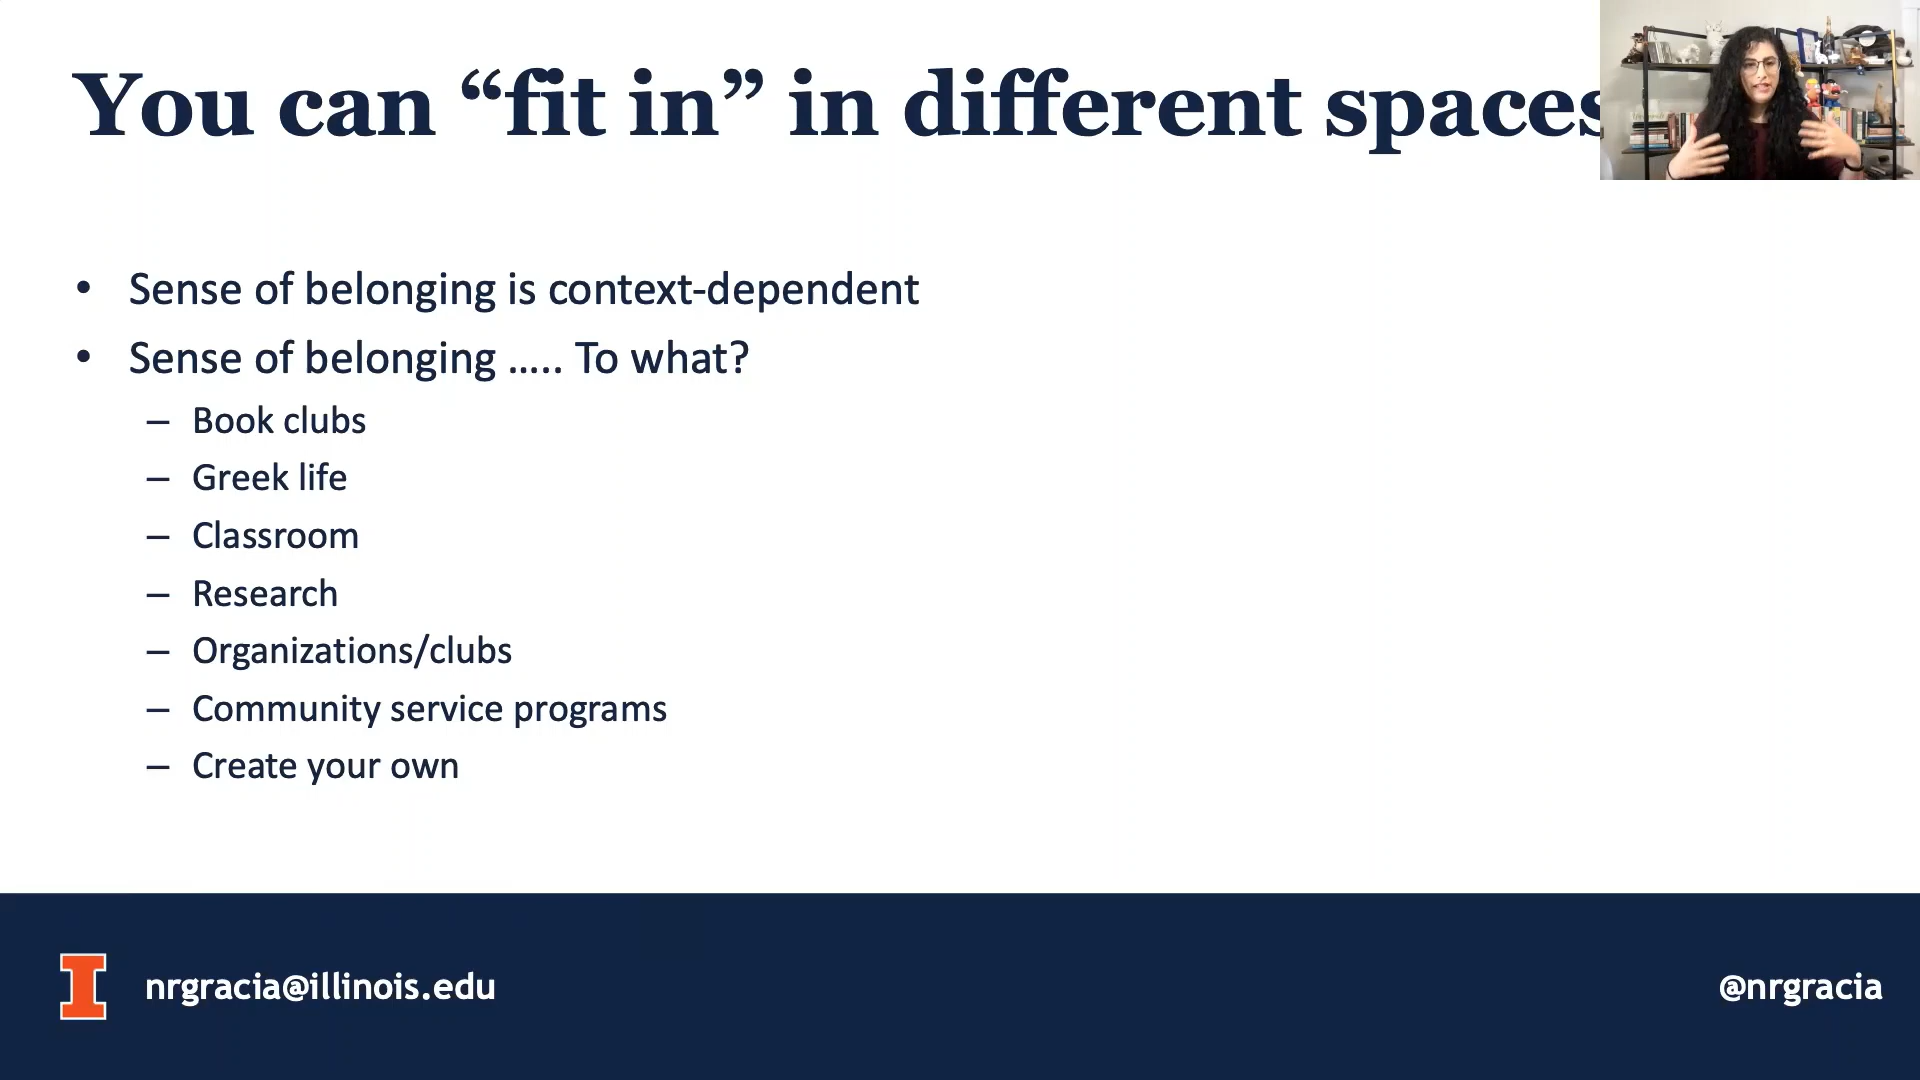 You can “fit in” in different spaces
• Sense of belonging is context-dependent
• Sense of belonging ..... To what?
– Book clubs
– Greek life
– Classroom
– Research
– Organizations/clubs
– Community service programs
– Create your own
I nrgracia@illinois.edu
@nrgracia